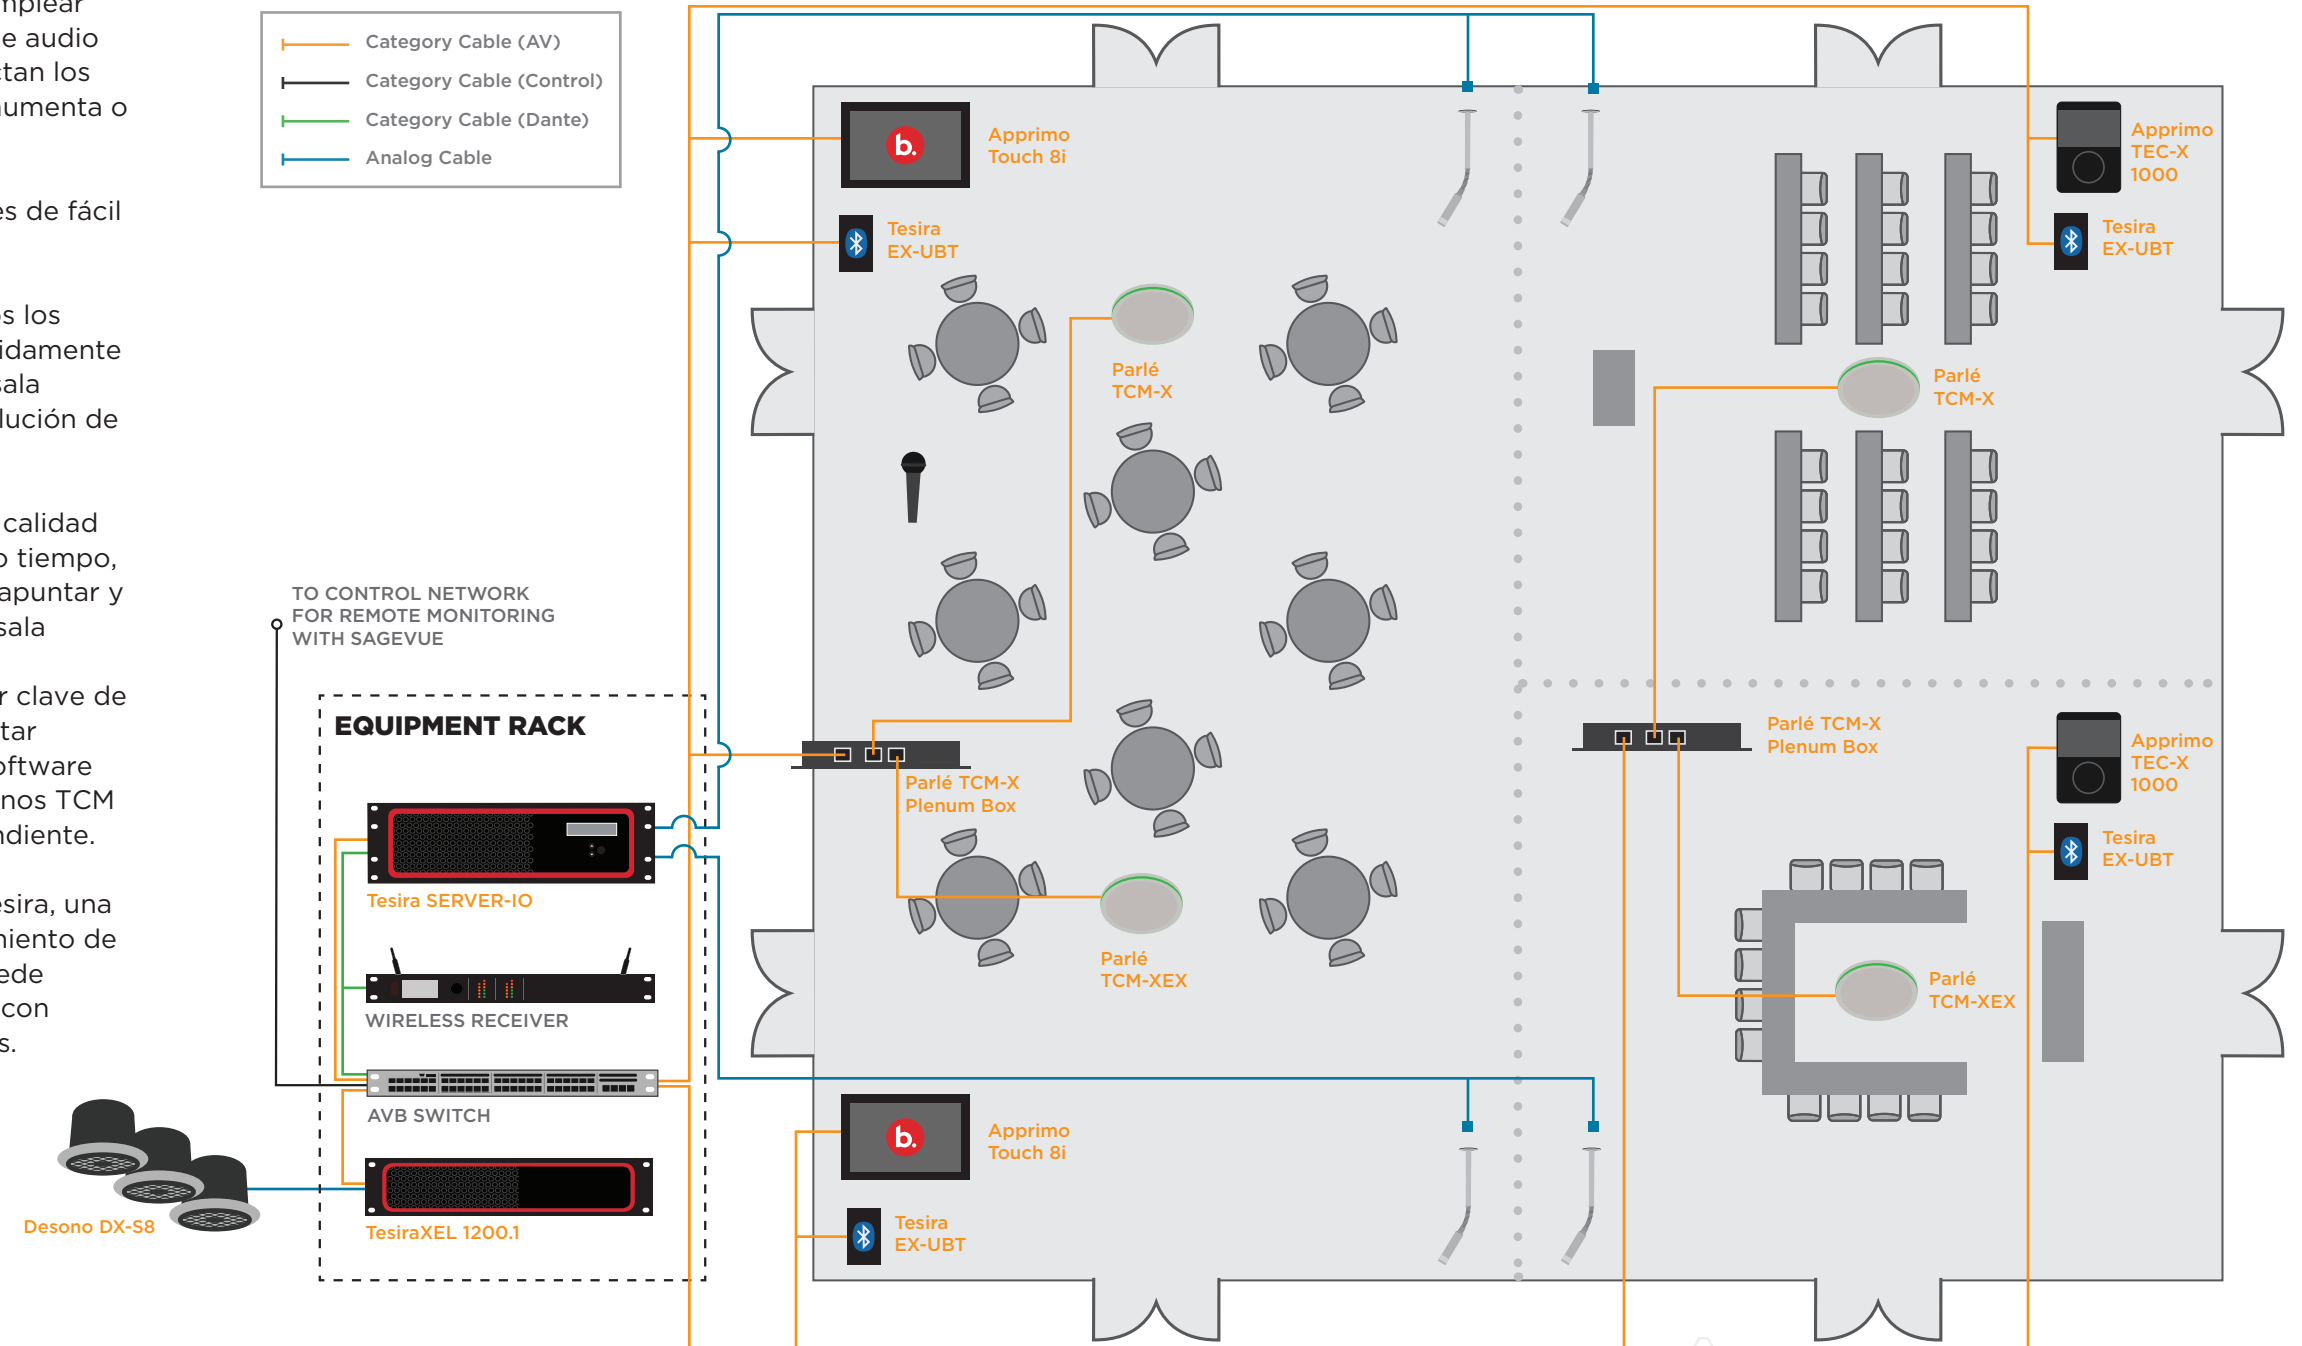 e audio
tan los
aumenta o
es de fácil
os los
idamente
sala
lución de
calidad
o tiempo,
apuntar y
sala
r clave de
tar
oftware
nos TCM
ndiente.
esira, una
miento de
ede
con
s.
Category Cable (AV)
Category Cable (Control)
Category Cable (Dante)
Analog Cable
TO CONTROL NETWORK
FOR REMOTE MONITORING
WITH SAGEVUE
EQUIPMENT RACK
Tesira SERVER-IO
WIRELESS RECEIVER
AVB SWITCH
TesiraXEL 1200.1
Desono DX-S8
b.
Apprimo
Touch 8i
Tesira
EX-UBT
Parlé
TCM-X
Parlé TCM-X
Plenum Box
Parlé
TCM-XEX
b.
Apprimo
Touch 8i
Tesira
EX-UBT
Apprimo
TEC-X
1000
Tesira
EX-UBT
Parlé
TCM-X
Parlé TCM-X
Plenum Box
Apprimo
TEC-X
1000
Tesira
EX-UBT
Parlé
TCM-XEX